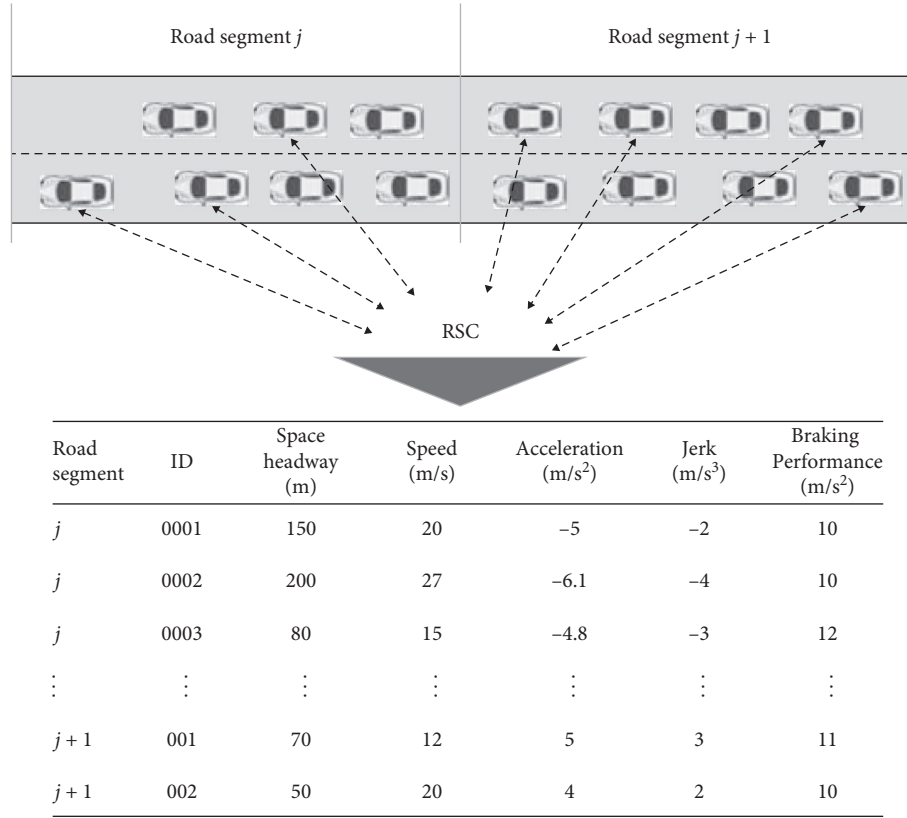 Road segment j
Road segment j + 1
RSC
Road segment
ID
Space headway (m)
Speed (m/s)
Acceleration (m/s²)
Jerk (m/s³)
Braking Performance (m/s²)
j 0001 150 20 –5 –2 10
j 0002 200 27 –6.1 –4 10
j 0003 80 15 –4.8 –3 12
⋮ ⋮ ⋮ ⋮ ⋮ ⋮ ⋮
j + 1 001 70 12 5 3 11
j + 1 002 50 20 4 2 10